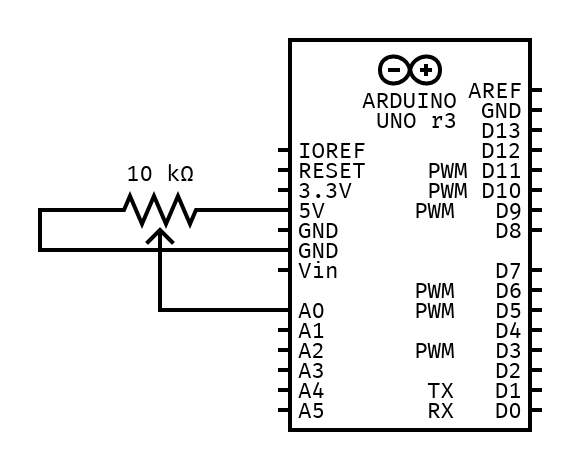 ARDUINO
UNO r3
10 kΩ
IOREF
RESET
3.3V
5V
GND
GND
Vin
A0
A1
A2
A3
A4
A5
AREF
GND
D13
D12
PWM D11
PWM D10
PWM D9
D8
D7
PWM D6
PWM D5
D4
PWM D3
D2
TX D1
RX D0